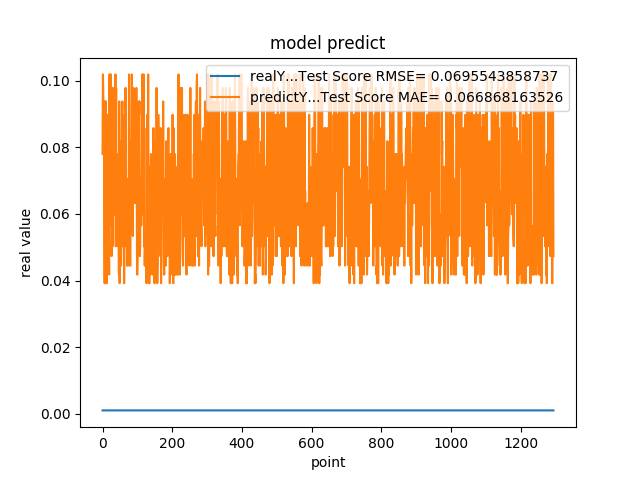 model predict
realY...Test Score RMSE= 0.0695543858737
predictY...Test Score MAE= 0.066868163526
0.10
0.08
0.06
0.04
0.02
0.00
real value
0 200 400 600 800 1000 1200
point